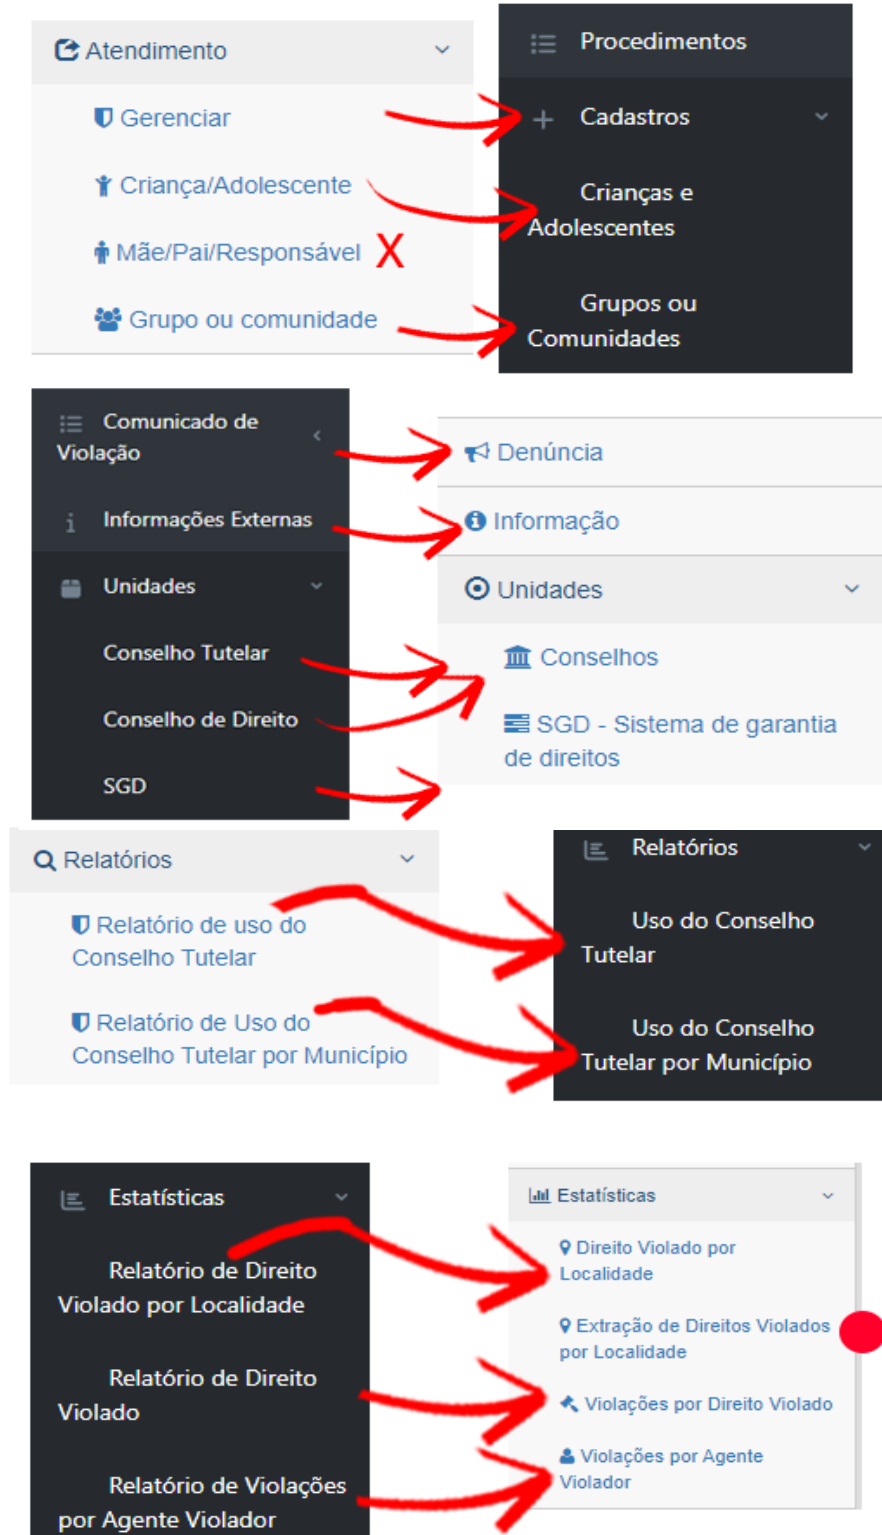 Atendimento
Gerenciar
Criança/Adolescente
Mãe/Pai/Responsável X
Grupo ou comunidade
Procedimentos
Cadastros
Crianças e
Adolescentes
Grupos ou
Comunidades
Comunicado de
Violação
Informações Externas
Unidades
Conselho Tutelar
Conselho de Direito
SGD
Denúncia
Informação
Unidades
Conselhos
SGD - Sistema de garantia
de direitos
Relatórios
Relatório de uso do
Conselho Tutelar
Relatório de Uso do
Conselho Tutelar por Município
Relatórios
Uso do Conselho
Tutelar
Uso do Conselho
Tutelar por Município
Estatísticas
Relatório de Direito
Violado por Localidade
Relatório de Direito
Violado
Relatório de Violações
por Agente Violador
Estatísticas
Direito Violado por
Localidade
Extração de Direitos Violados
por Localidade
Violações por Direito Violado
Violações por Agente
Violador